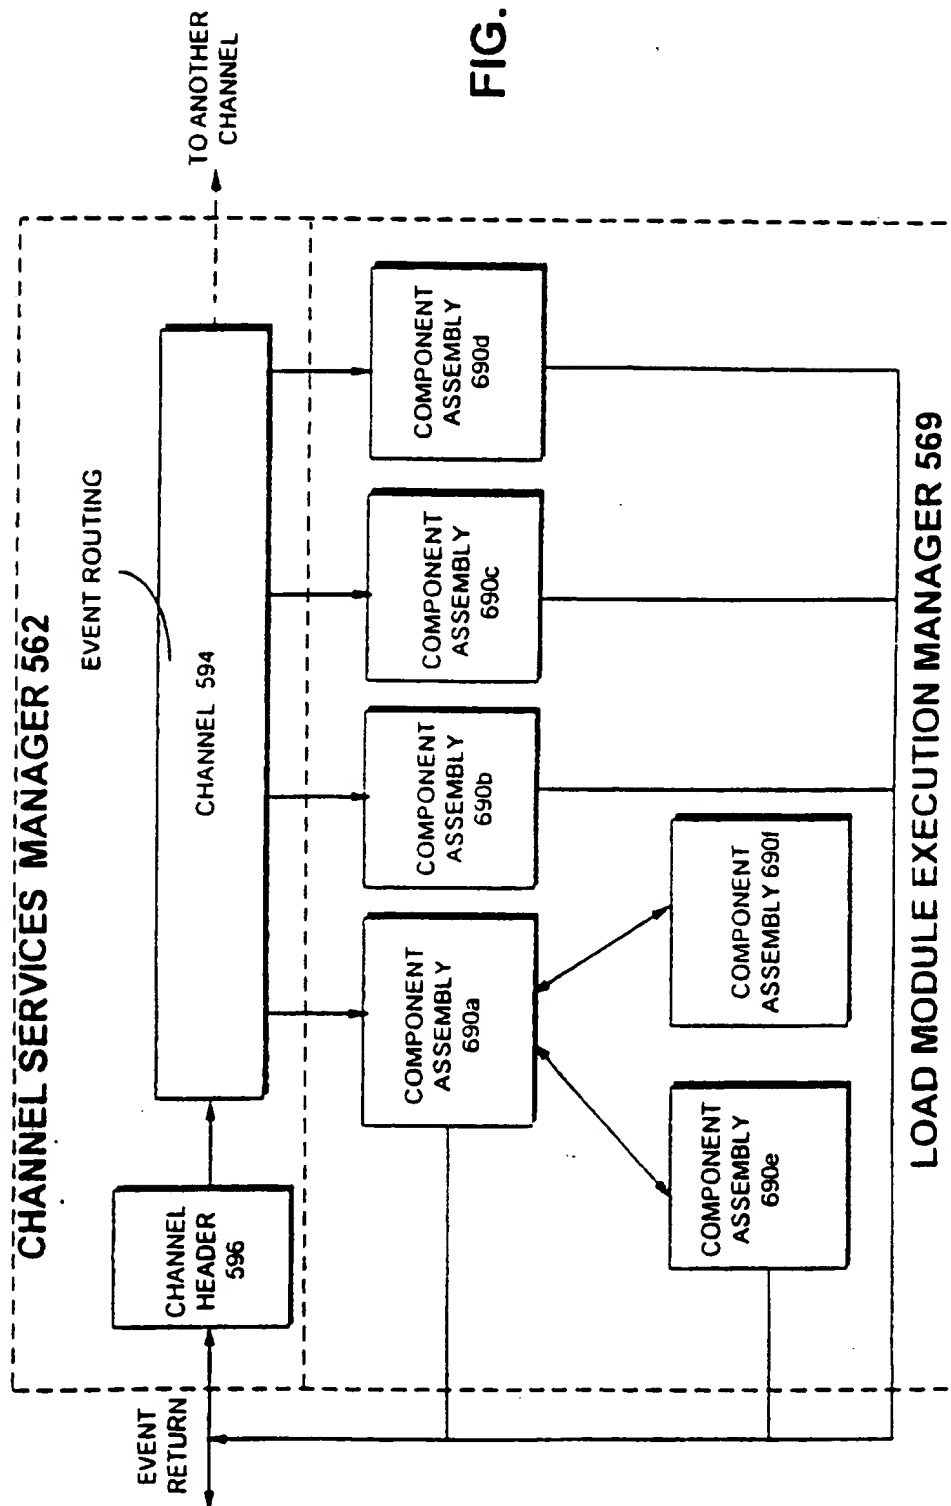 CHANNEL SERVICES MANAGER 562
EVENT ROUTING
TO ANOTHER
CHANNEL
EVENT
RETURN
CHANNEL
HEADER
596
CHANNEL 594
COMPONENT
ASSEMBLY
690a
COMPONENT
ASSEMBLY
690b
COMPONENT
ASSEMBLY
690c
COMPONENT
ASSEMBLY
690d
COMPONENT
ASSEMBLY
690e
COMPONENT
ASSEMBLY 690f
LOAD MODULE EXECUTION MANAGER 569
FIG.